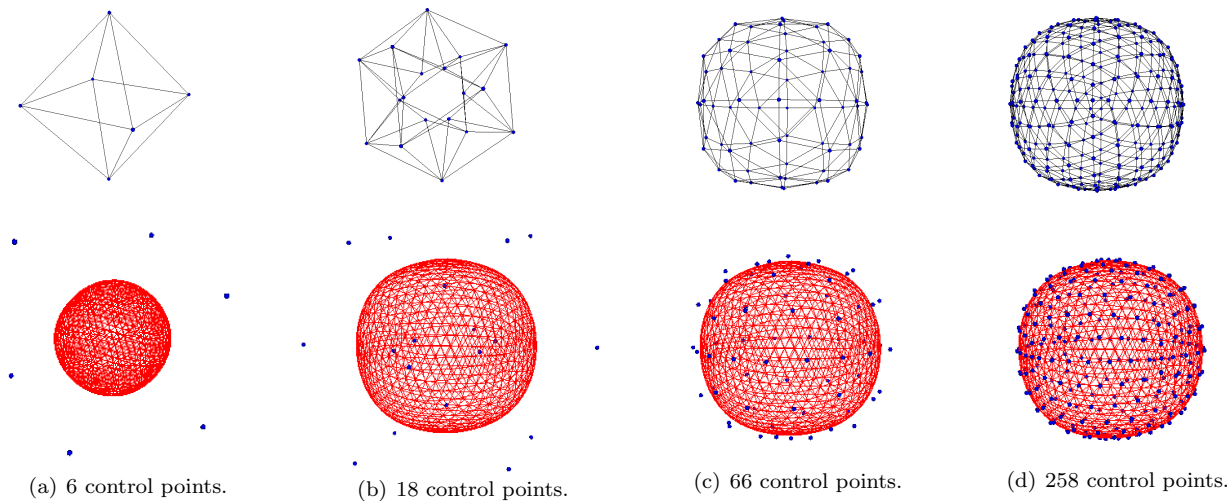 (a) 6 control points.
(b) 18 control points.
(c) 66 control points.
(d) 258 control points.